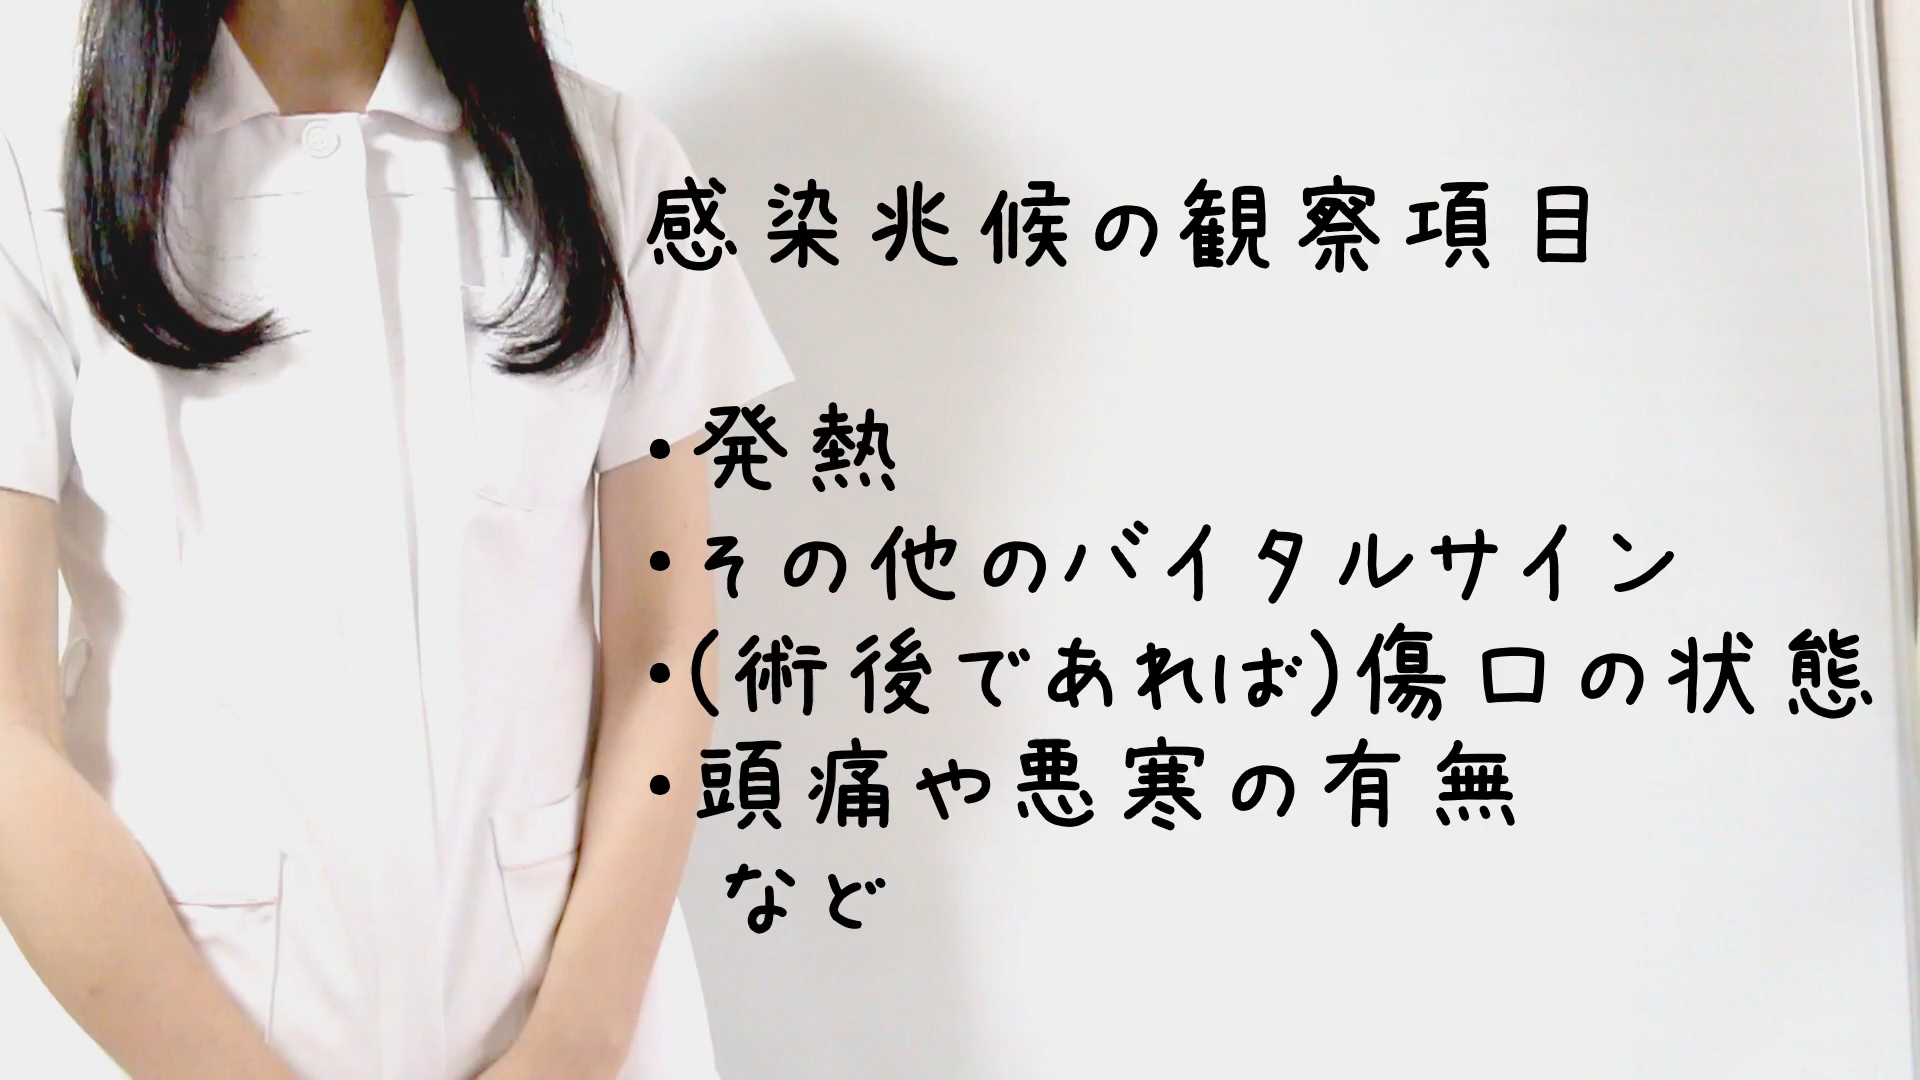 感染兆候の観察項目
・発熱
・その他のバイタルサイン
・(術後であれば)傷口の状態
・頭痛や悪寒の有無
など